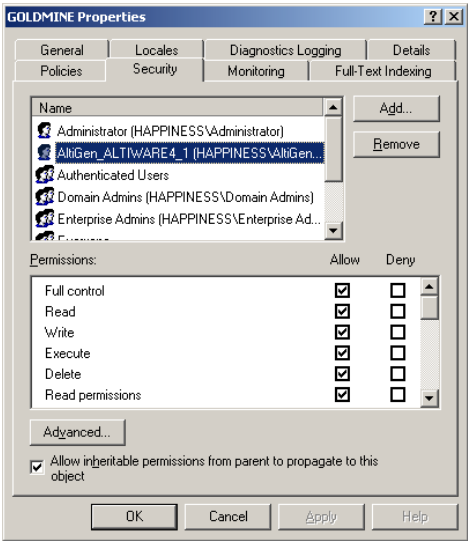 GOLDMINE Properties
General Locales Diagnostics Logging Details
Policies Security Monitoring Full-Text Indexing
Name
Add...
Administrator (HAPPINESS\Administrator)
AltiGen_ALTIWARE4_1 (HAPPINESS\AltiGen...
Remove
Authenticated Users
Domain Admins (HAPPINESS\Domain Admins)
Enterprise Admins (HAPPINESS\Enterprise Ad...
Permissions: Allow Deny
Full control
Read
Write
Execute
Delete
Read permissions
Advanced...
Allow inheritable permissions from parent to propagate to this
object
OK Cancel Apply Help